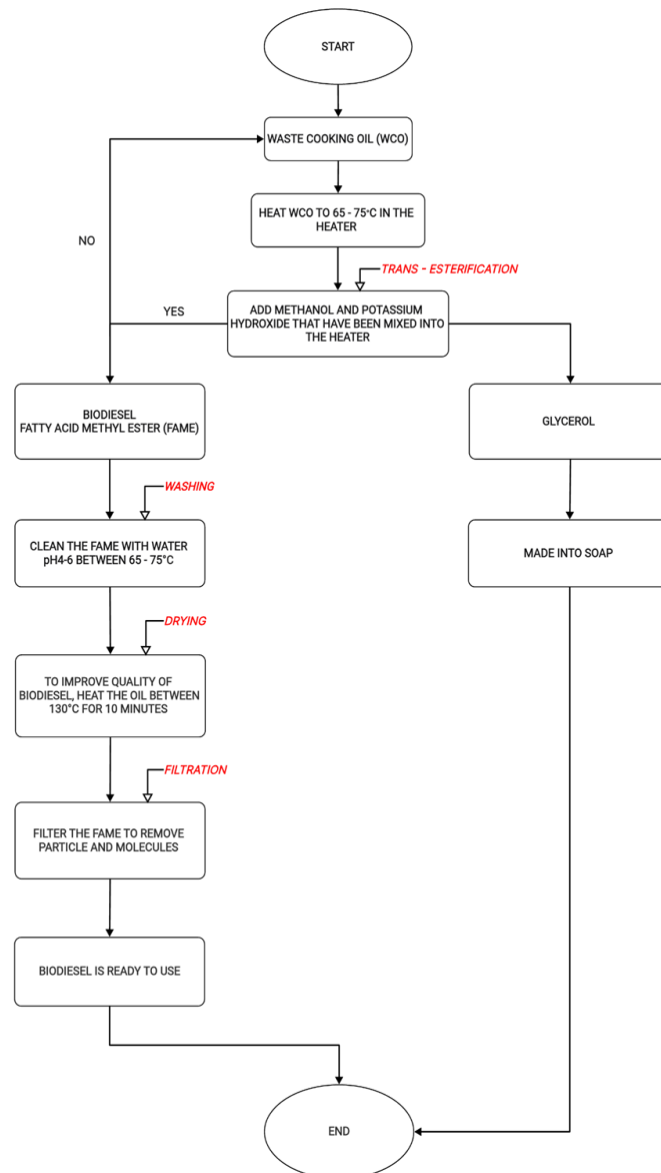 START
WASTE COOKING OIL (WCO)
HEAT WCO TO 65 - 75°C IN THE
HEATER
NO
TRANS - ESTERIFICATION
YES
ADD METHANOL AND POTASSIUM
HYDROXIDE THAT HAVE BEEN MIXED INTO
THE HEATER
BIODIESEL
FATTY ACID METHYL ESTER (FAME)
GLYCEROL
WASHING
CLEAN THE FAME WITH WATER
pH4-6 BETWEEN 65 - 75°C
MADE INTO SOAP
DRYING
TO IMPROVE QUALITY OF
BIODIESEL, HEAT THE OIL BETWEEN
130°C FOR 10 MINUTES
FILTRATION
FILTER THE FAME TO REMOVE
PARTICLE AND MOLECULES
BIODIESEL IS READY TO USE
END